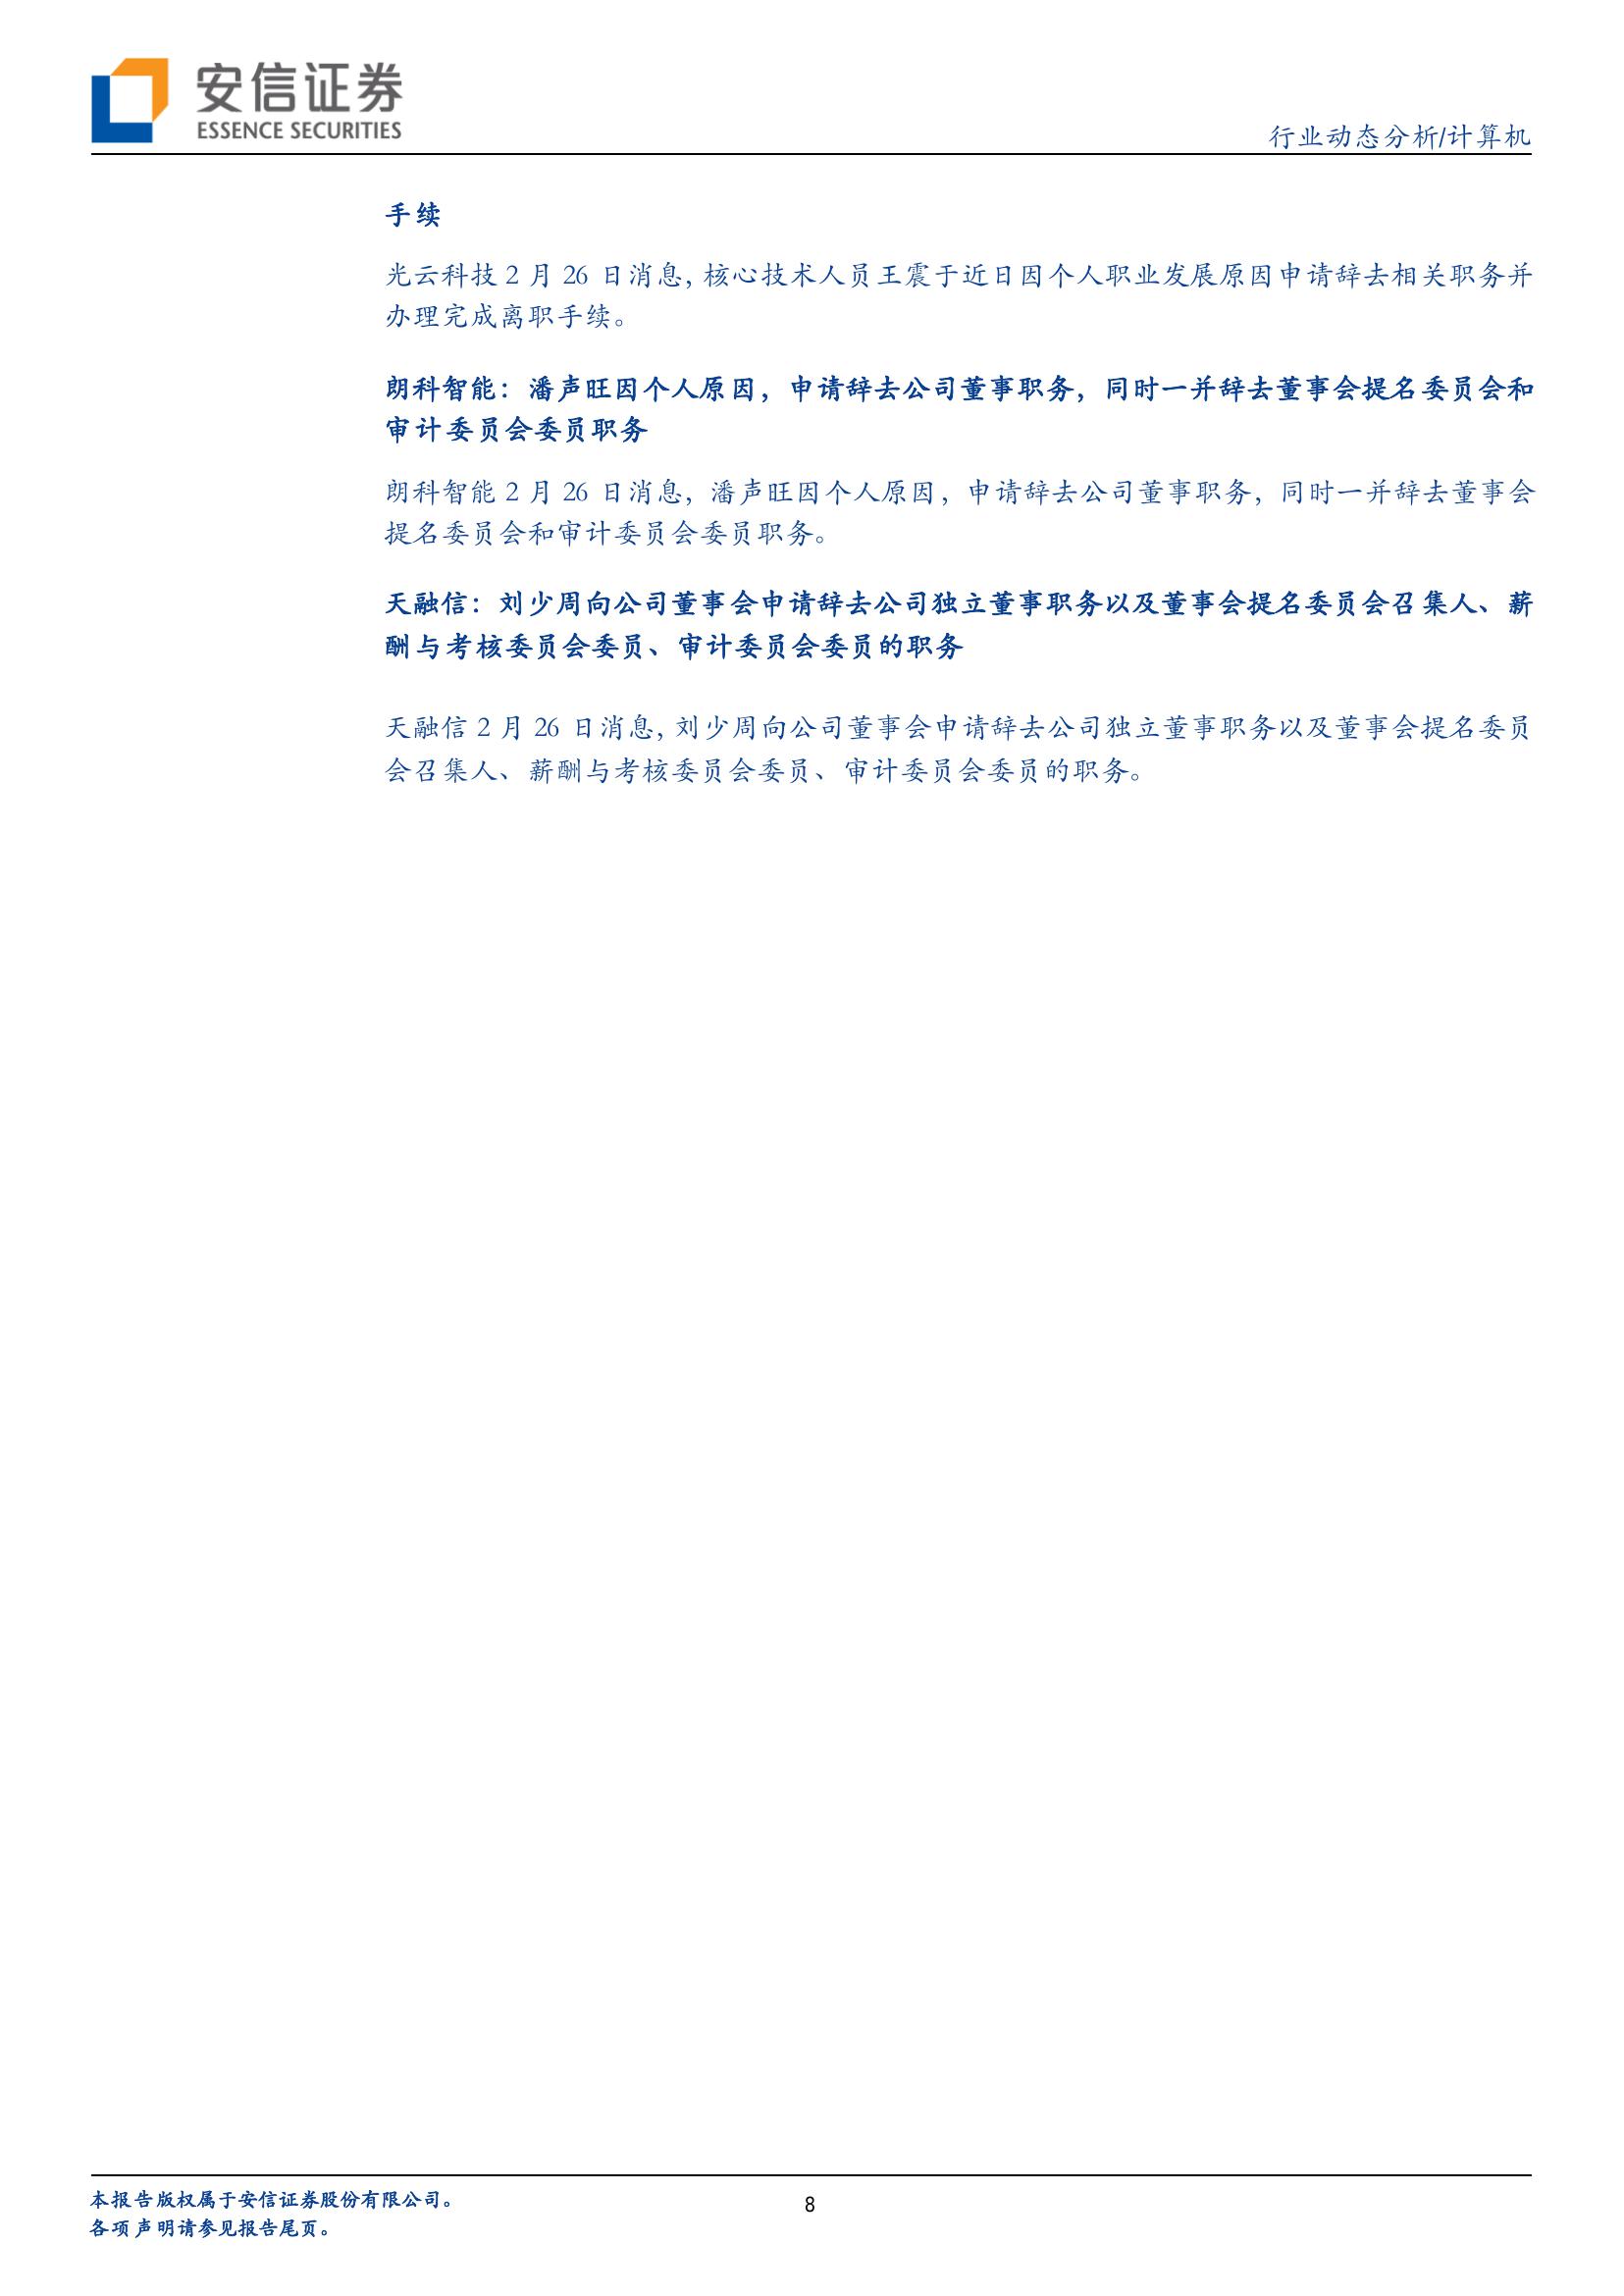 安信证券
ESSENCE SECURITIES
行业动态分析/计算机
手续
光云科技 2 月 26 日消息，核心技术人员王震于近日因个人职业发展原因申请辞去相关职务并
办理完成离职手续。
朗科智能：潘声旺因个人原因，申请辞去公司董事职务，同时一并辞去董事会提名委员会和
审计委员会委员职务
朗科智能 2 月 26 日消息，潘声旺因个人原因，申请辞去公司董事职务，同时一并辞去董事会
提名委员会和审计委员会委员职务。
天融信：刘少周向公司董事会申请辞去公司独立董事职务以及董事会提名委员会召集人、薪
酬与考核委员会委员、审计委员会委员的职务
天融信 2 月 26 日消息，刘少周向公司董事会申请辞去公司独立董事职务以及董事会提名委员
会召集人、薪酬与考核委员会委员、审计委员会委员的职务。
本报告版权属于安信证券股份有限公司。
8
各项声明请参见报告尾页。